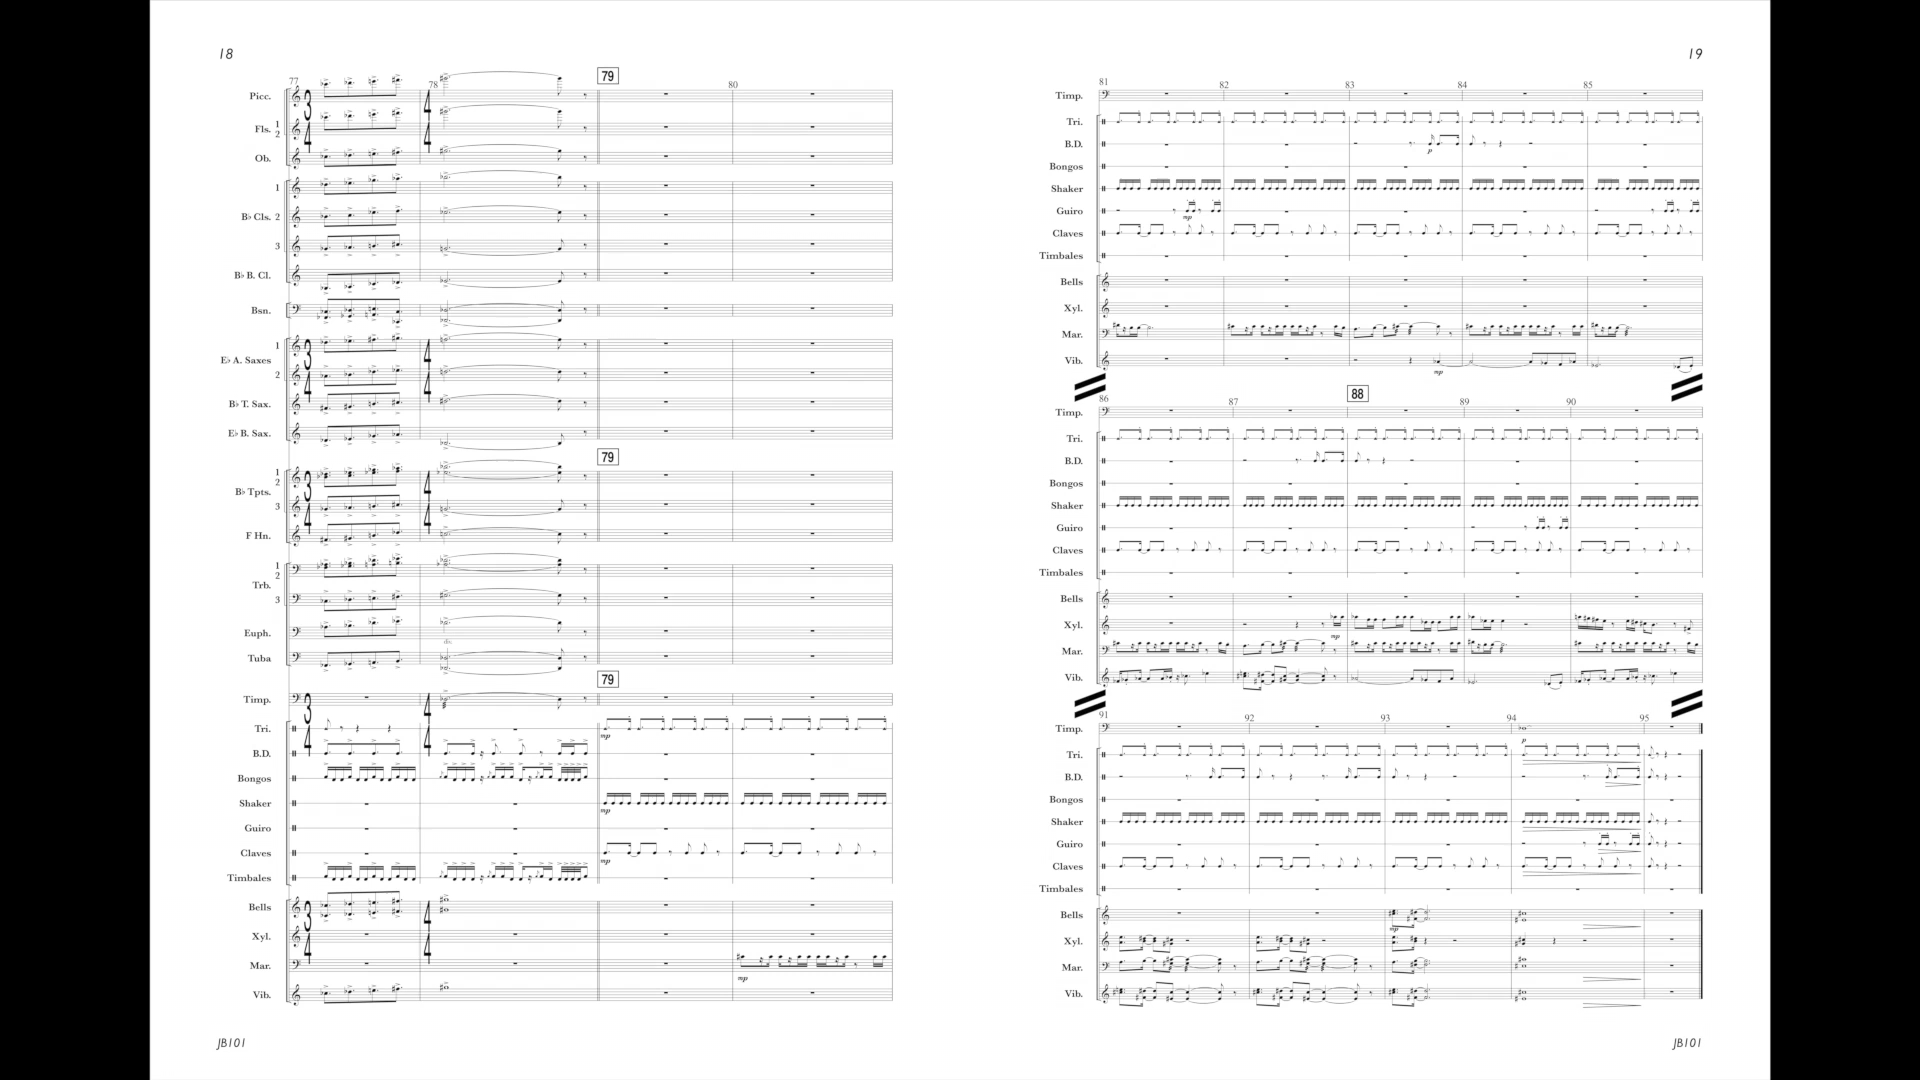 18
77
78
79
80
Picc.
Fls. 1
2
Ob.
1
B♭ Cls. 2
3
B♭ B. Cl.
Bsn.
1
E♭ A. Saxes
2
B♭ T. Sax.
E♭ B. Sax.
79
1
2
B♭ Tpts.
3
F Hn.
1
2
Trb.
3
Euph.
Tuba
79
Timp.
Tri.
mp
B.D.
Bongos
Shaker
mp
Guiro
Claves
mp
Timbales
Bells
Xyl.
Mar.
mp
Vib.
JB101
19
81
82
83
84
85
Timp.
Tri.
B.D.
p
Bongos
Shaker
Guiro
mp
Claves
Timbales
Bells
Xyl.
Mar.
Vib.
mp
86
87
88
89
90
Timp.
Tri.
B.D.
Bongos
Shaker
Guiro
Claves
Timbales
Bells
Xyl.
mp
Mar.
Vib.
91
92
93
94
95
Timp.
p
Tri.
B.D.
Bongos
Shaker
Guiro
Claves
Timbales
Bells
mp
Xyl.
Mar.
Vib.
JB101